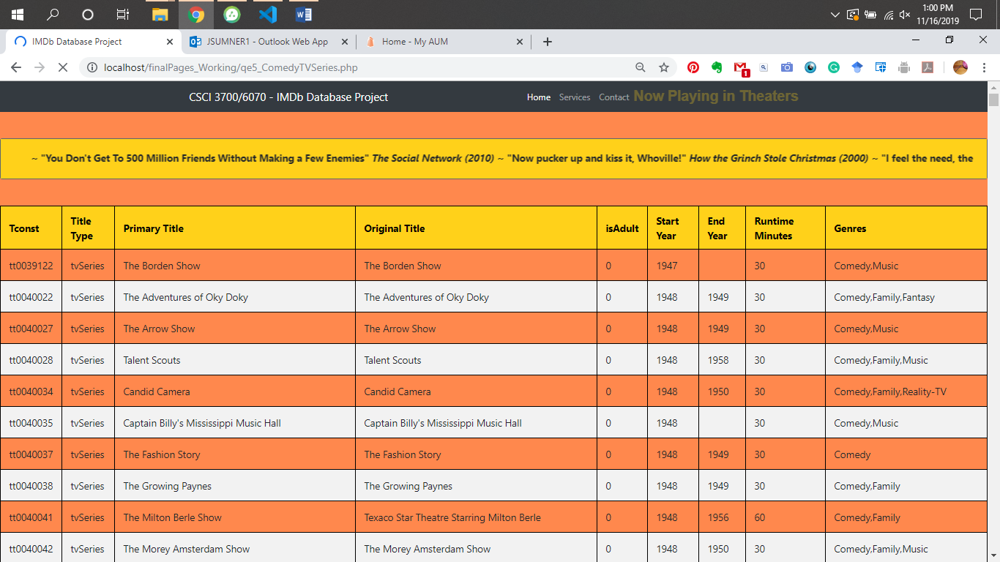 1:00 PM
11/16/2019
IMDb Database Project
JSUMNER1 - Outlook Web App
Home - My AUM
localhost/finalPages_Working/qe5_ComedyTVSeries.php
1
CSCI 3700/6070 - IMDb Database Project Home Services Contact Now Playing in Theaters
~ "You Don't Get To 500 Million Friends Without Making a Few Enemies" The Social Network (2010) ~ "Now pucker up and kiss it, Whoville!" How the Grinch Stole Christmas (2000) ~ "I feel the need, the
Tconst Title Type Primary Title Original Title isAdult Start Year End Year Runtime Minutes Genres
tt0039122 tvSeries The Borden Show The Borden Show 0 1947 30 Comedy,Music
tt0040022 tvSeries The Adventures of Oky Doky The Adventures of Oky Doky 0 1948 1949 30 Comedy,Family,Fantasy
tt0040027 tvSeries The Arrow Show The Arrow Show 0 1948 1949 30 Comedy,Music
tt0040028 tvSeries Talent Scouts Talent Scouts 0 1948 1958 30 Comedy,Family,Music
tt0040034 tvSeries Candid Camera Candid Camera 0 1948 1950 30 Comedy,Family,Reality-TV
tt0040035 tvSeries Captain Billy's Mississippi Music Hall Captain Billy's Mississippi Music Hall 0 1948 30 Comedy,Music
tt0040037 tvSeries The Fashion Story The Fashion Story 0 1948 1949 30 Comedy
tt0040038 tvSeries The Growing Paynes The Growing Paynes 0 1948 1949 30 Comedy,Family
tt0040041 tvSeries The Milton Berle Show Texaco Star Theatre Starring Milton Berle 0 1948 1956 60 Comedy,Family
tt0040042 tvSeries The Morey Amsterdam Show The Morey Amsterdam Show 0 1948 1950 30 Comedy,Family,Music